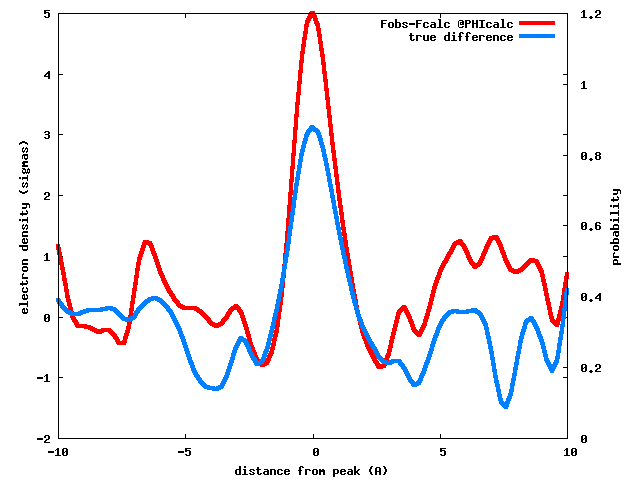 Fobs-Fcalc @PHIcalc
true difference
5
4
3
2
1
0
-1
-2
electron density (sigmas)
1.2
1
0.8
0.6
0.4
0.2
0
probability
-10 -5 0 5 10
distance from peak (A)